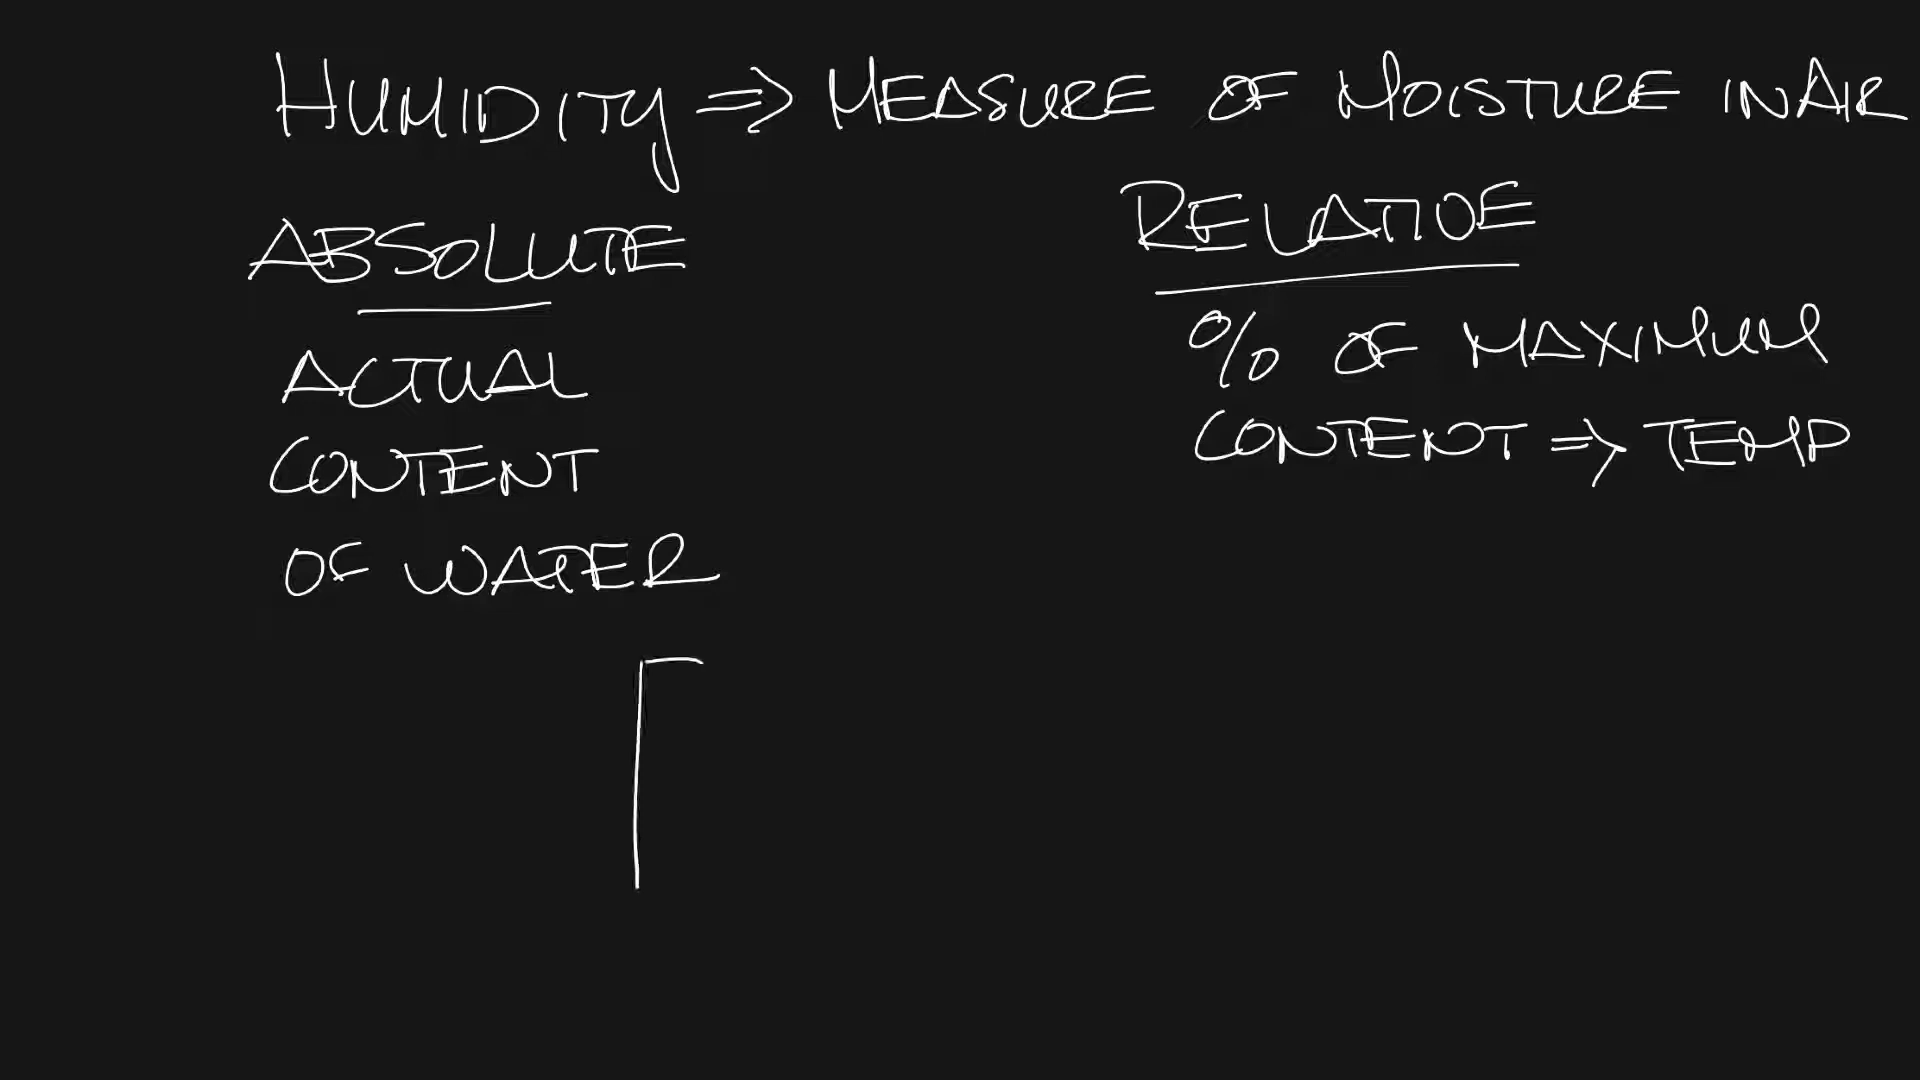 HUMIDITY => MEASURE OF MOISTURE IN AIR
ABSOLUTE
ACTUAL
CONTENT
OF WATER
RELATIVE
% OF MAXIMUM
CONTENT => TEMP